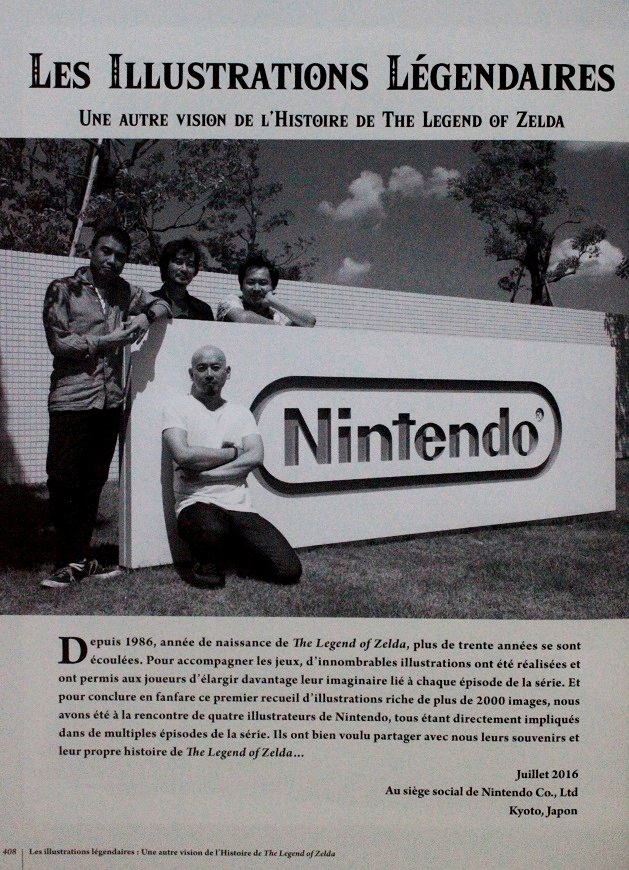 Les Illustrations Légendaires
Une autre vision de l'Histoire de The Legend of Zelda
Nintendo
Depuis 1986, année de naissance de The Legend of Zelda, plus de trente années se sont
écoulées. Pour accompagner les jeux, d'innombrables illustrations ont été réalisées et
ont permis aux joueurs d'élargir davantage leur imaginaire lié à chaque épisode de la série. Et
pour conclure en fanfare ce premier recueil d'illustrations riche de plus de 2000 images, nous
avons été à la rencontre de quatre illustrateurs de Nintendo, tous étant directement impliqués
dans de multiples épisodes de la série. Ils ont bien voulu partager avec nous leurs souvenirs et
leur propre histoire de The Legend of Zelda...
Juillet 2016
Au siège social de Nintendo Co., Ltd
Kyoto, Japon
408 Les illustrations légendaires : Une autre vision de l'Histoire de The Legend of Zelda